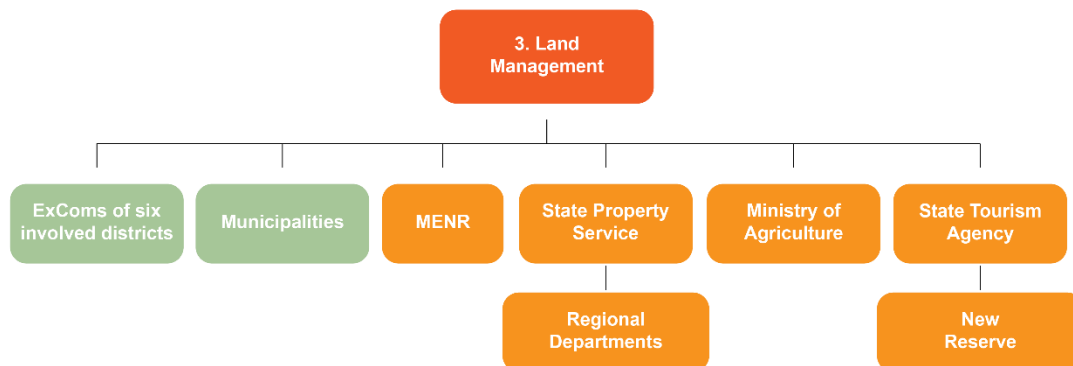 3. Land
Management
ExComs of six
involved districts
Municipalities
MENR
State Property
Service
Ministry of
Agriculture
State Tourism
Agency
Regional
Departments
New
Reserve